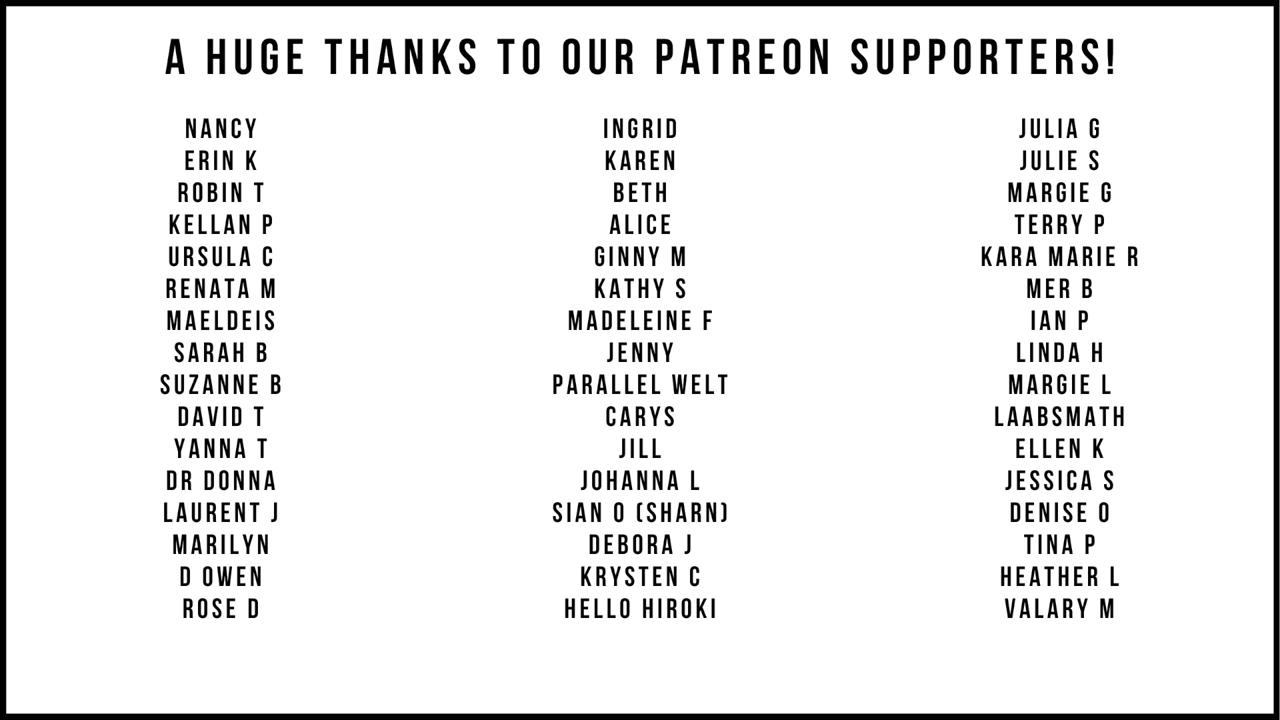 A HUGE THANKS TO OUR PATREON SUPPORTERS!
NANCY
ERIN K
ROBIN T
KELLAN P
URSULA C
RENATA M
MAELDEIS
SARAH B
SUZANNE B
DAVID T
YANNA T
DR DONNA
LAURENT J
MARILYN
D OWEN
ROSE D
INGRID
KAREN
BETH
ALICE
GINNY M
KATHY S
MADELEINE F
JENNY
PARALLEL WELT
CARYS
JILL
JOHANNA L
SIAN O (SHARN)
DEBORA J
KRYSTEN C
HELLO HIROKI
JULIA G
JULIE S
MARGIE G
TERRY P
KARA MARIE R
MER B
IAN P
LINDA H
MARGIE L
LAABSMATH
ELLEN K
JESSICA S
DENISE O
TINA P
HEATHER L
VALARY M